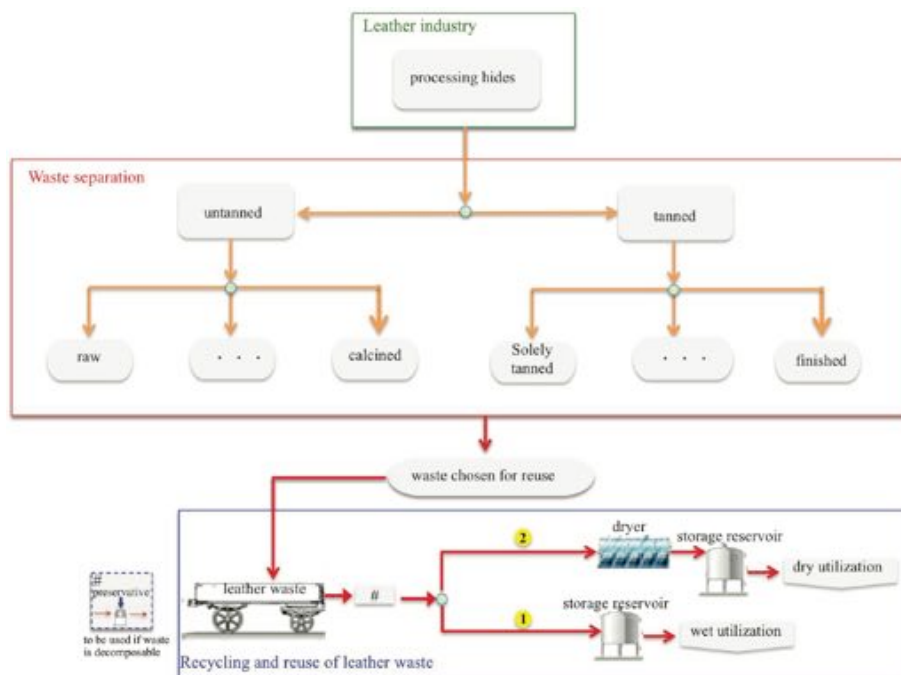 Leather industry
processing hides
Waste separation
untanned
tanned
raw
. . .
calcined
Solely
tanned
. . .
finished
waste chosen for reuse
2
dryer
storage reservoir
dry utilization
#
preservative
leather waste
#
storage reservoir
1
wet utilization
to be used if waste
is decomposable
Recycling and reuse of leather waste